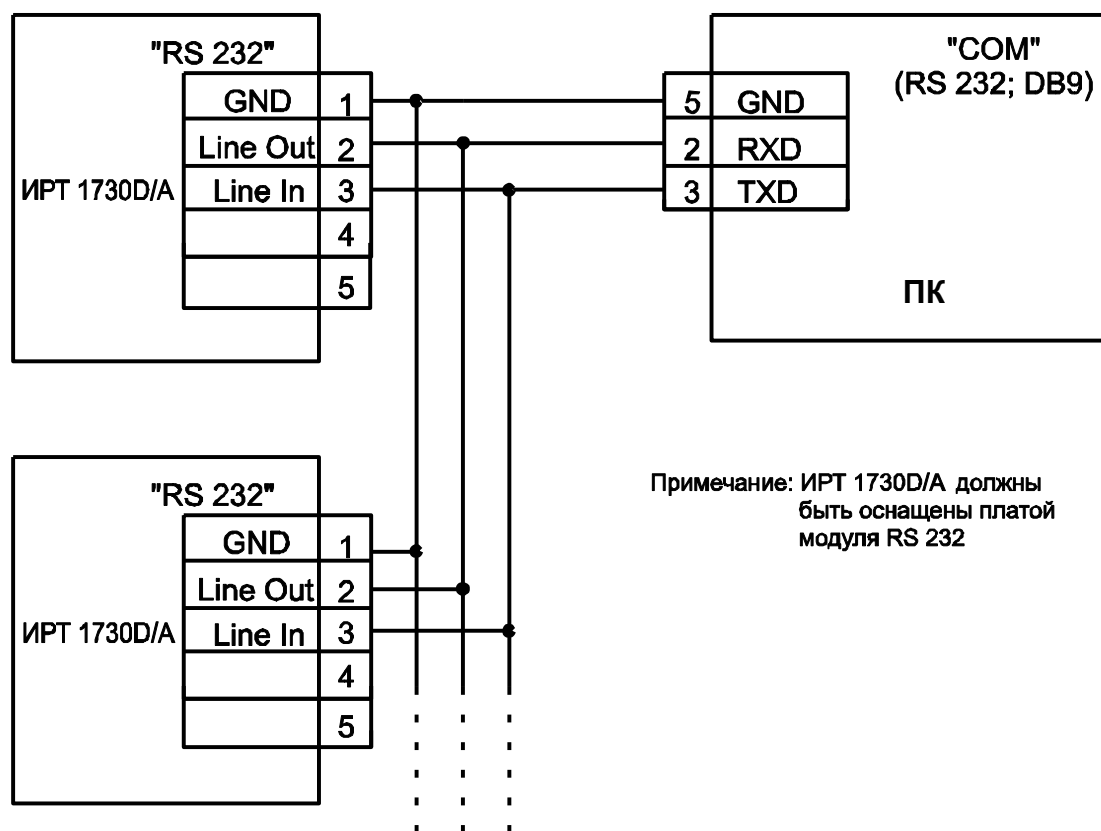 "RS 232"
GND 1
Line Out 2
ИРТ 1730D/A Line In 3
4
5
"COM"
(RS 232; DB9)
5 GND
2 RXD
3 TXD
ПК
"RS 232"
GND 1
Line Out 2
ИРТ 1730D/A Line In 3
4
5
Примечание: ИРТ 1730D/A должны
быть оснащены платой
модуля RS 232